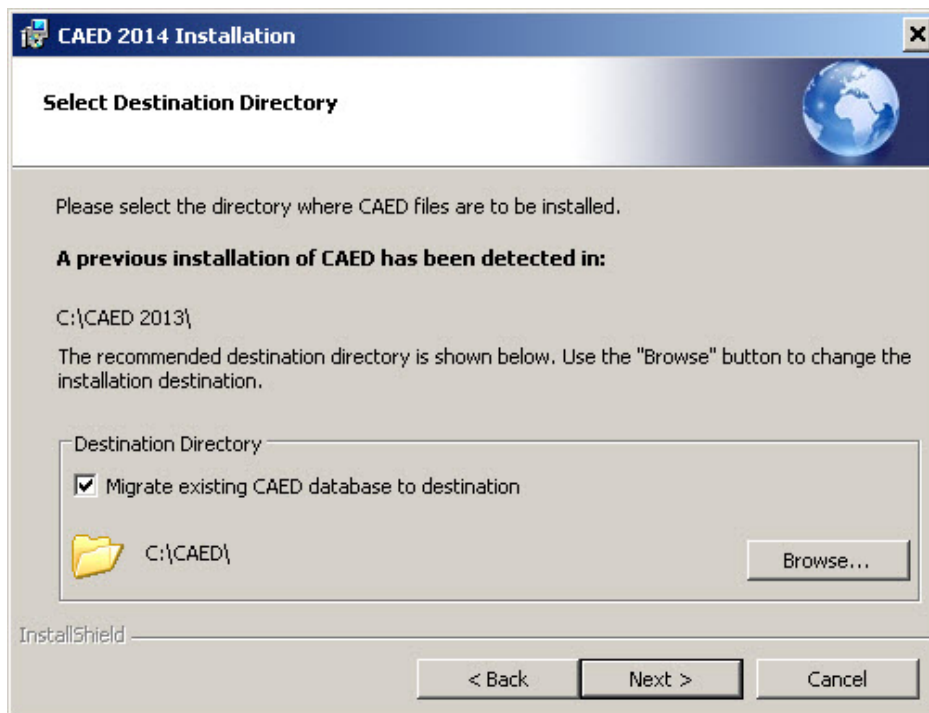 CAED 2014 Installation
Select Destination Directory
Please select the directory where CAED files are to be installed.
A previous installation of CAED has been detected in:
C:\CAED 2013\
The recommended destination directory is shown below. Use the "Browse" button to change the
installation destination.
Destination Directory
Migrate existing CAED database to destination
C:\CAED\
Browse...
InstallShield
< Back
Next >
Cancel